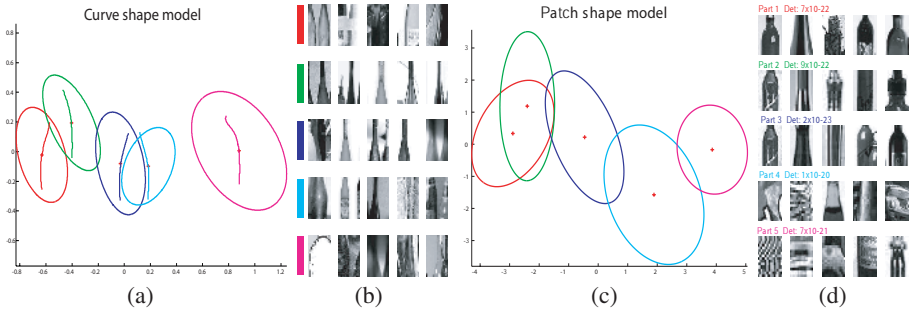 Curve shape model
0.8
0.6
0.4
0.2
0
-0.2
-0.4
-0.6
-0.8 -0.6 -0.4 -0.2 0 0.2 0.4 0.6 0.8 1 1.2
(a)
(b)
Patch shape model
3
2
1
0
-1
-2
-3
-4 -3 -2 -1 0 1 2 3 4 5
(c)
Part 1 Det: 7x10-22
Part 2 Det: 9x10-22
Part 3 Det: 2x10-23
Part 4 Det: 1x10-20
Part 5 Det: 7x10-21
(d)